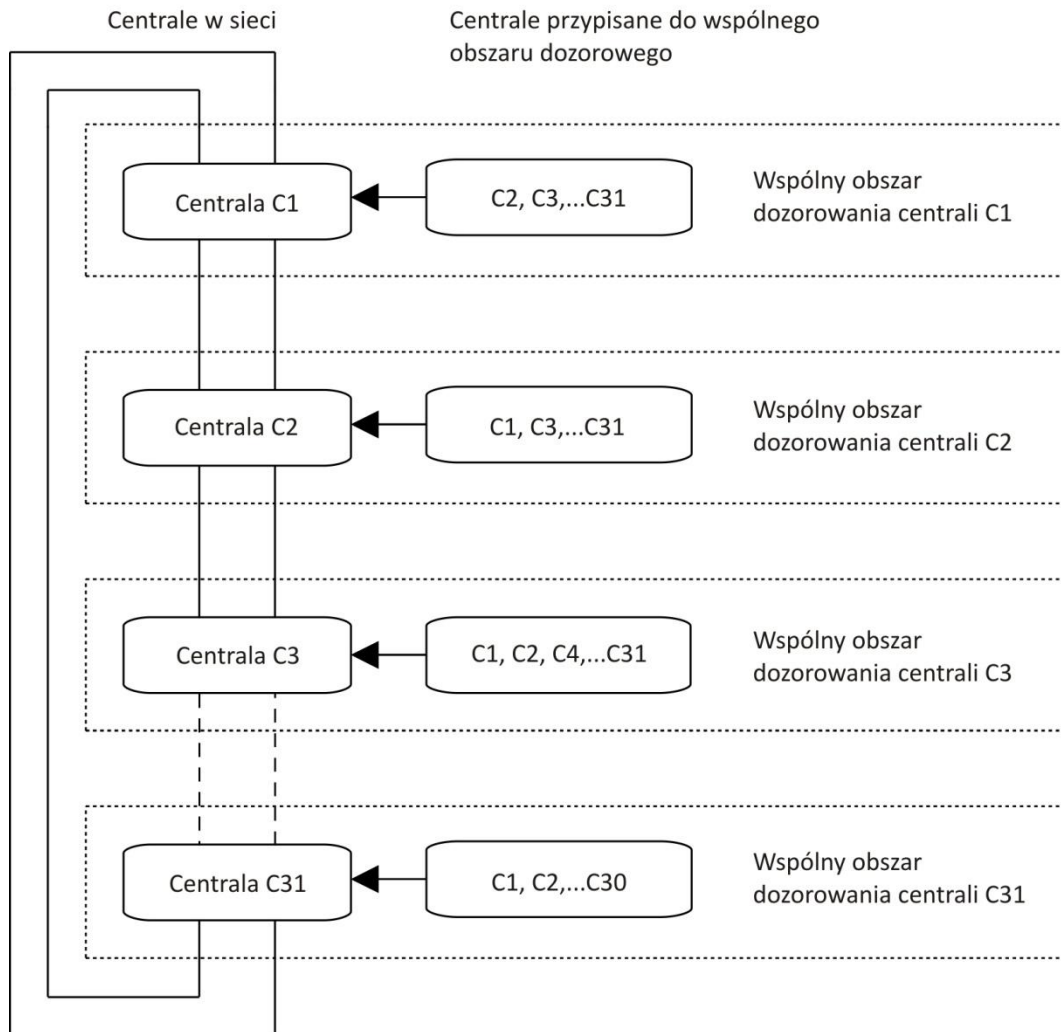 Centrale w sieci
Centrale przypisane do wspólnego
obszaru dozorowego
Centrala C1
C2, C3,...C31
Wspólny obszar
dozorowania centrali C1
Centrala C2
C1, C3,...C31
Wspólny obszar
dozorowania centrali C2
Centrala C3
C1, C2, C4,...C31
Wspólny obszar
dozorowania centrali C3
Centrala C31
C1, C2,...C30
Wspólny obszar
dozorowania centrali C31